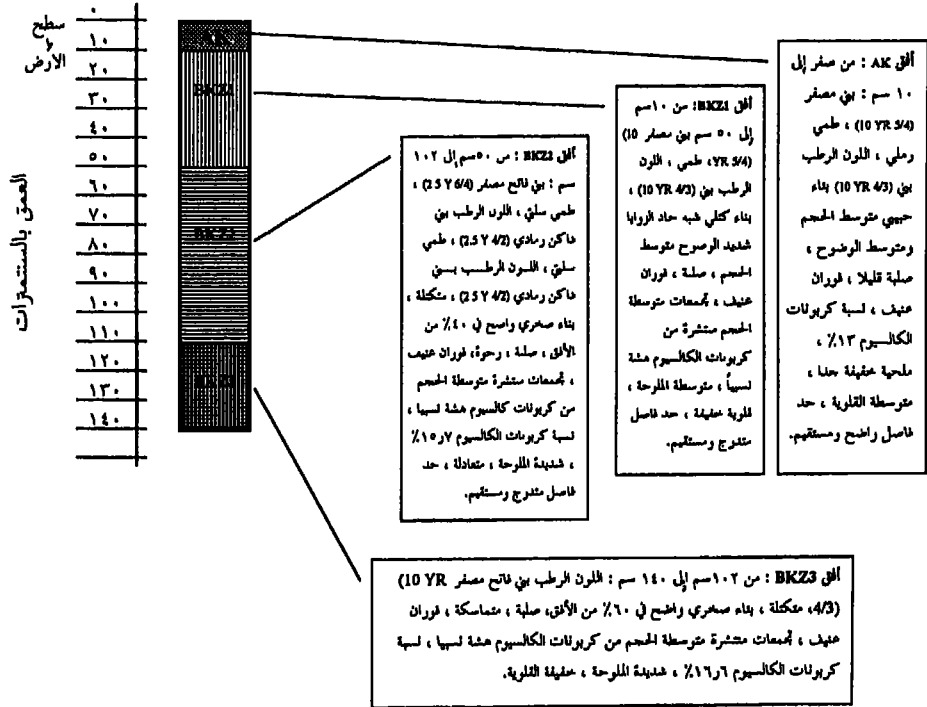 سطح
و
الأرض
العمق بالسنتمترات
٠
١٠
٢٠
٣٠
٤٠
٥٠
٦٠
٧٠
٨٠
٩٠
١٠٠
١١٠
١٢٠
١٣٠
١٤٠
AK
BKZ1
BKZ2
BKZ3
أفق AK : من صفر إلى
١٠ سم : بني مصفر
(10 YR 5/4) ، طمي
رملي ، اللون الرطب
بني (10 YR 4/3) بناء
حبيبي متوسط الحجم
ومتوسط الوضوح ،
صلبة قليلا ، فوران
عنيف ، نسبة كربونات
الكالسيوم ١٣٪ ،
ملحية خفيفة جدا ،
متوسطة القلوية ، حد
فاصل واضح ومستقيم.
أفق BKZ1: من ١٠سم
إلى ٥٠ سم بني مصفر (10
YR 5/4)، طمي ، اللون
الرطب بني (10 YR 4/3) ،
بناء كتلي شبه حاد الزوايا
شديد الوضوح متوسط
الحجم ، صلبة ، فوران
عنيف ، تجمعات متوسطة
الحجم منتشرة من
كربونات الكالسيوم هشة
نسبياً ، متوسطة الملوحة ،
قلوية خفيفة ، حد فاصل
متدرج ومستقيم.
أفق BKZ2 : من ٥٠سم إلى ١٠٢
سم : بني فاتح مصفر (2.5 Y 6/4) ،
طمي سلتي ، اللون الرطب بني
داكن رمادي (2.5 Y 4/2) ، طمي
سلتي ، اللون الرطب بني
داكن رمادي (2.5 Y 4/2) ، متكتلة ،
بناء صخري واضح في ٤٠٪ من
الأفق ، صلبة ، رخوة، فوران عنيف
، تجمعات منتشرة متوسطة الحجم
من كربونات كالسيوم هشة نسبيا ،
نسبة كربونات الكالسيوم ٧ر١٥٪
، شديدة الملوحة ، متعادلة ، حد
فاصل متدرج ومستقيم.
أفق BKZ3 : من ١٠٢سم إلى ١٤٠ سم : اللون الرطب بني فاتح مصفر (10 YR
4/3)، متكتلة ، بناء صخري واضح في ٦٠٪ من الأفق، صلبة ، متماسكة ، فوران
عنيف ، تجمعات منتشرة متوسطة الحجم من كربونات الكالسيوم هشة نسبيا ، نسبة
كربونات الكالسيوم ٦ر١٦٪ ، شديدة الملوحة ، خفيفة القلوية.